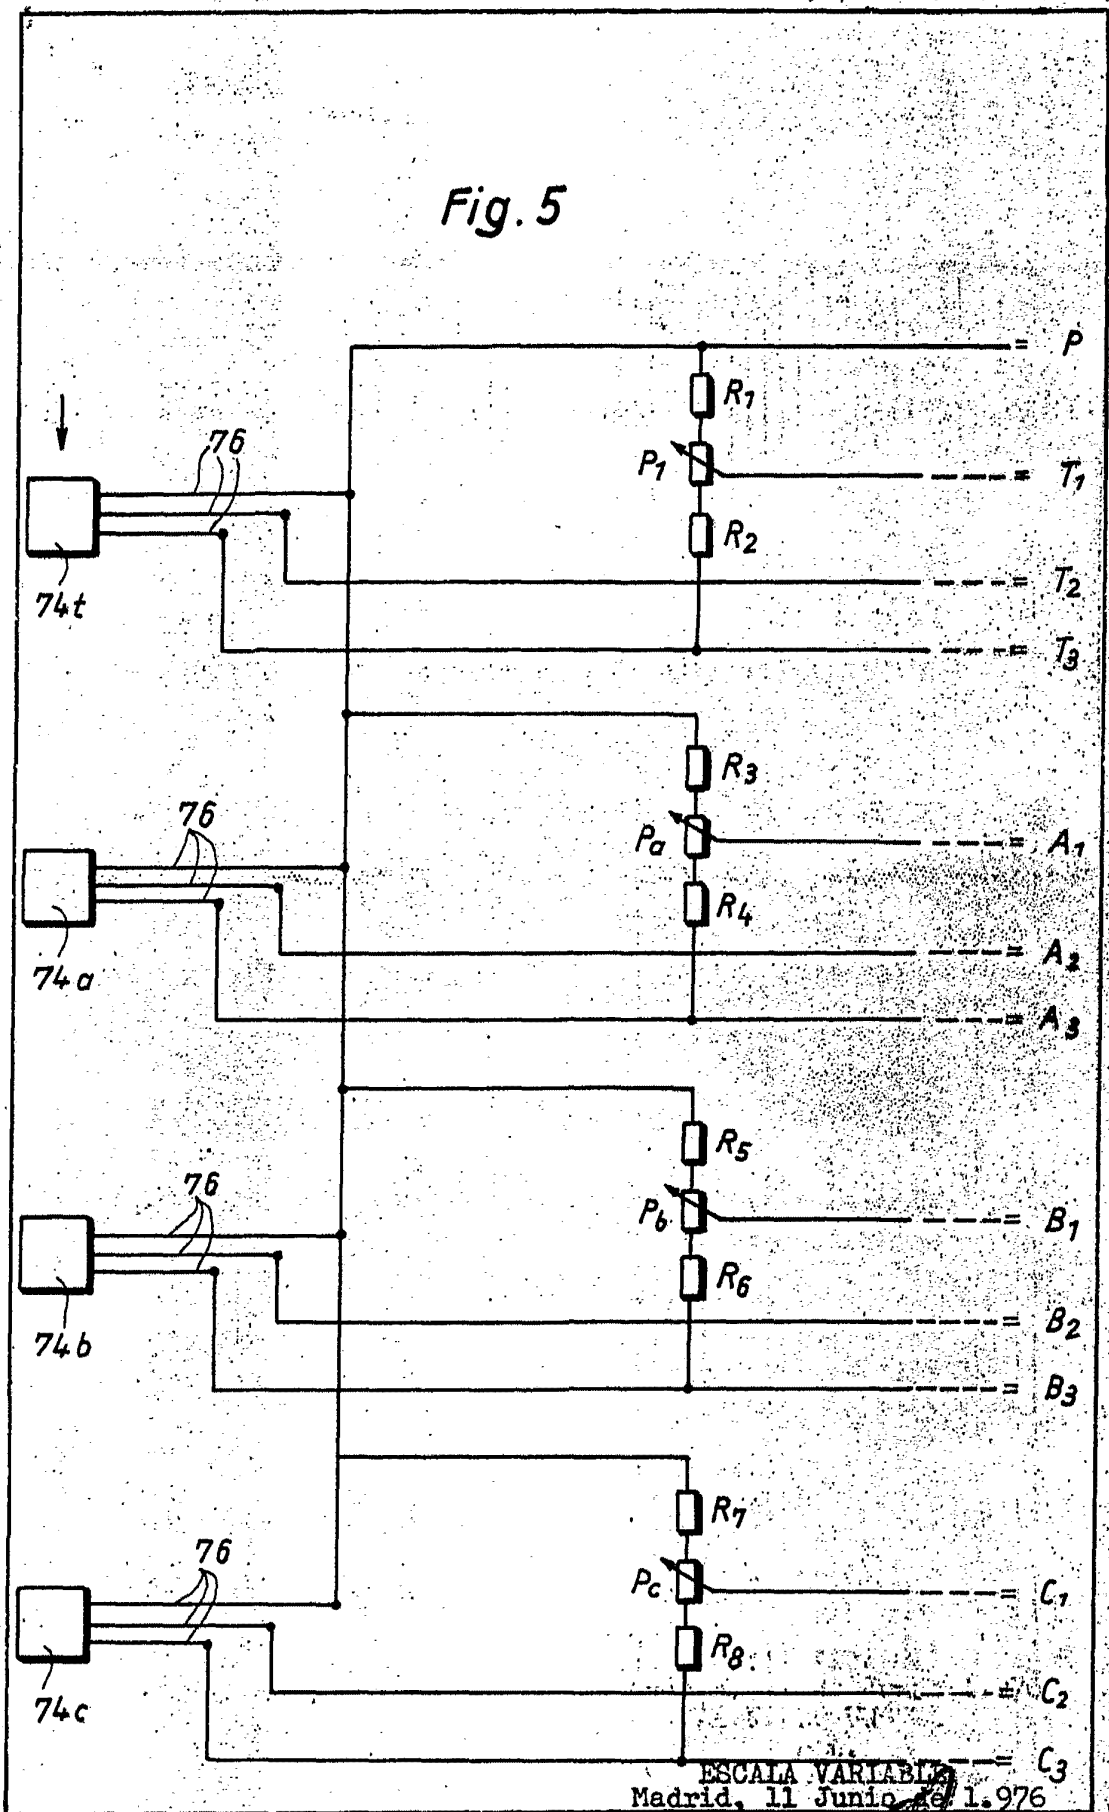 Fig. 5
= P
R1
76
P1
= T1
R2
= T2
74t
= T3
R3
76
Pa
= A1
R4
= A2
74a
= A3
R5
76
Pb
= B1
R6
= B2
74b
= B3
R7
76
Pc
= C1
R8
= C2
74c
= C3
ESCALA VARIABLE
Madrid, 11 Junio de 1.976